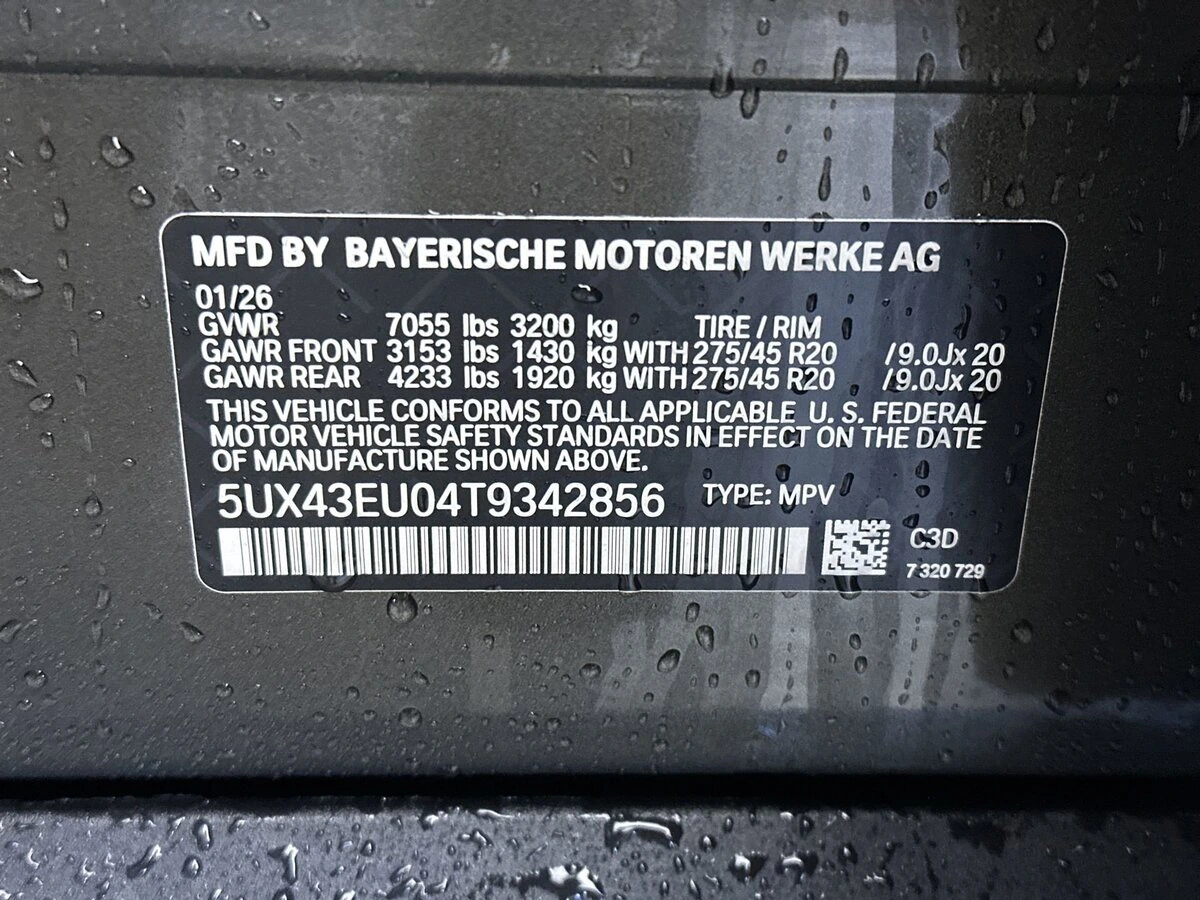 MFD BY BAYERISCHE MOTOREN WERKE AG
01/26
GVWR 7055 lbs 3200 kg TIRE / RIM
GAWR FRONT 3153 lbs 1430 kg WITH 275/45 R20 /9.0Jx 20
GAWR REAR 4233 lbs 1920 kg WITH 275/45 R20 /9.0Jx 20
THIS VEHICLE CONFORMS TO ALL APPLICABLE U. S. FEDERAL
MOTOR VEHICLE SAFETY STANDARDS IN EFFECT ON THE DATE
OF MANUFACTURE SHOWN ABOVE.
5UX43EU04T9342856 TYPE: MPV
C3D
7 320 729